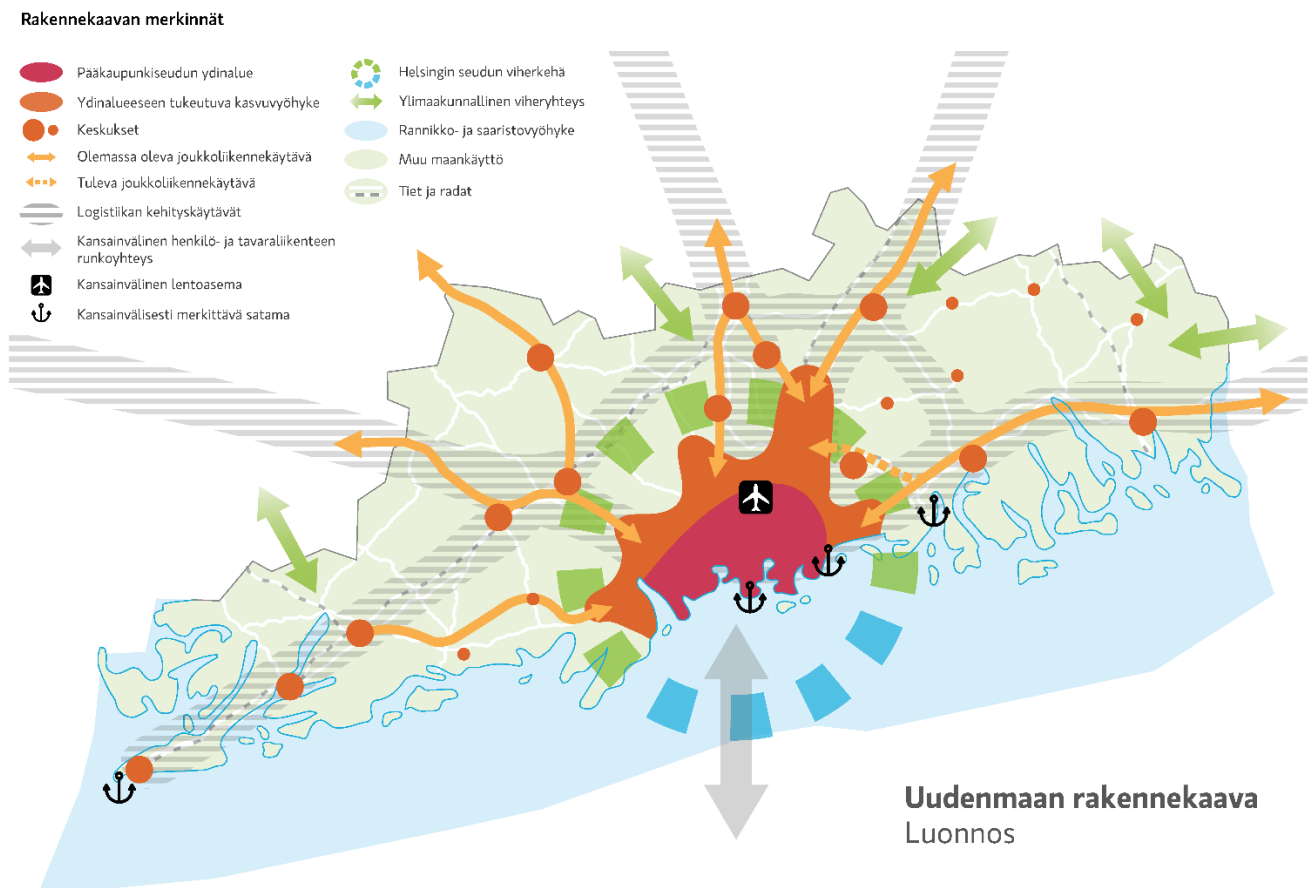 Rakennekaavan merkinnät
Pääkaupunkiseudun ydinalue
Ydinalueeseen tukeutuva kasvuvyöhyke
Keskukset
Olemassa oleva joukkoliikennekäytävä
Tuleva joukkoliikennekäytävä
Logistiikan kehityskäytävät
Kansainvälinen henkilö- ja tavaraliikenteen
runkoyhteys
Kansainvälinen lentoasema
Kansainvälisesti merkittävä satama
Helsingin seudun viherkehä
Ylimaakunnallinen viheryhteys
Rannikko- ja saaristovyöhyke
Muu maankäyttö
Tiet ja radat
Uudenmaan rakennekaava
Luonnos